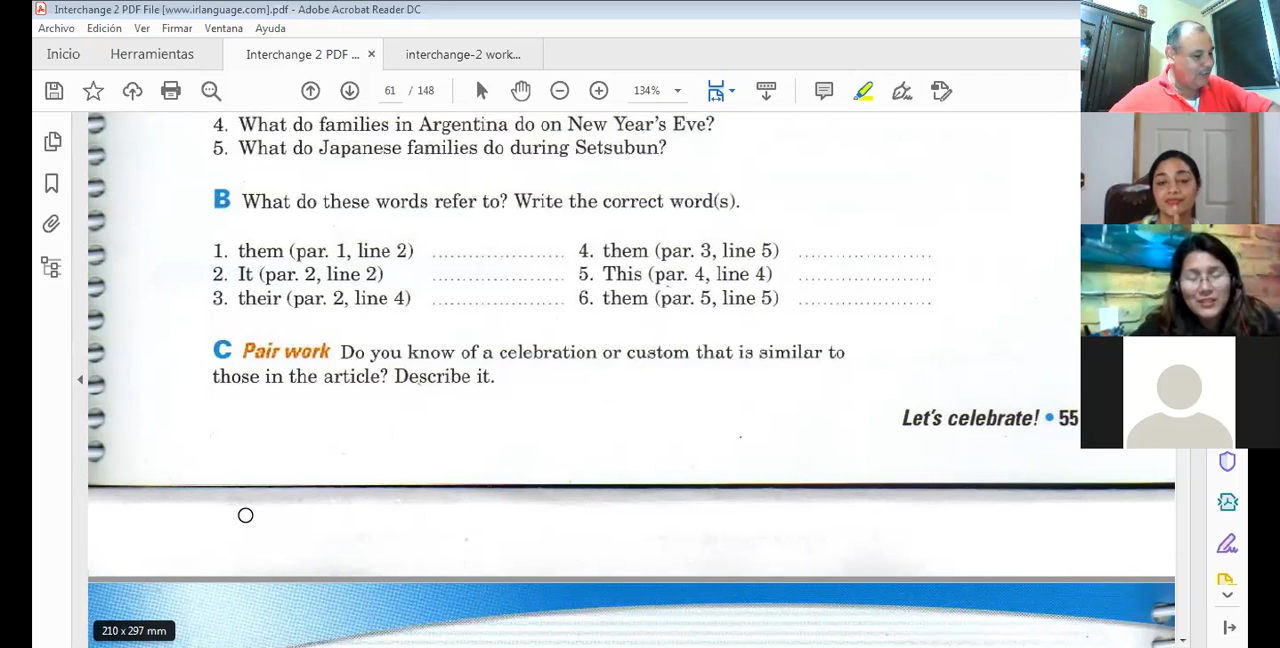 Interchange 2 PDF File [www.irlanguage.com].pdf - Adobe Acrobat Reader DC
Archivo Edición Ver Firmar Ventana Ayuda
Inicio Herramientas Interchange 2 PDF ... × interchange-2 work...
61 / 148 134%
4. What do families in Argentina do on New Year's Eve?
5. What do Japanese families do during Setsubun?
B What do these words refer to? Write the correct word(s).
1. them (par. 1, line 2) ...................... 4. them (par. 3, line 5) ......................
2. It (par. 2, line 2) ...................... 5. This (par. 4, line 4) ......................
3. their (par. 2, line 4) ...................... 6. them (par. 5, line 5) ......................
C Pair work Do you know of a celebration or custom that is similar to
those in the article? Describe it.
Let's celebrate! • 55
210 x 297 mm